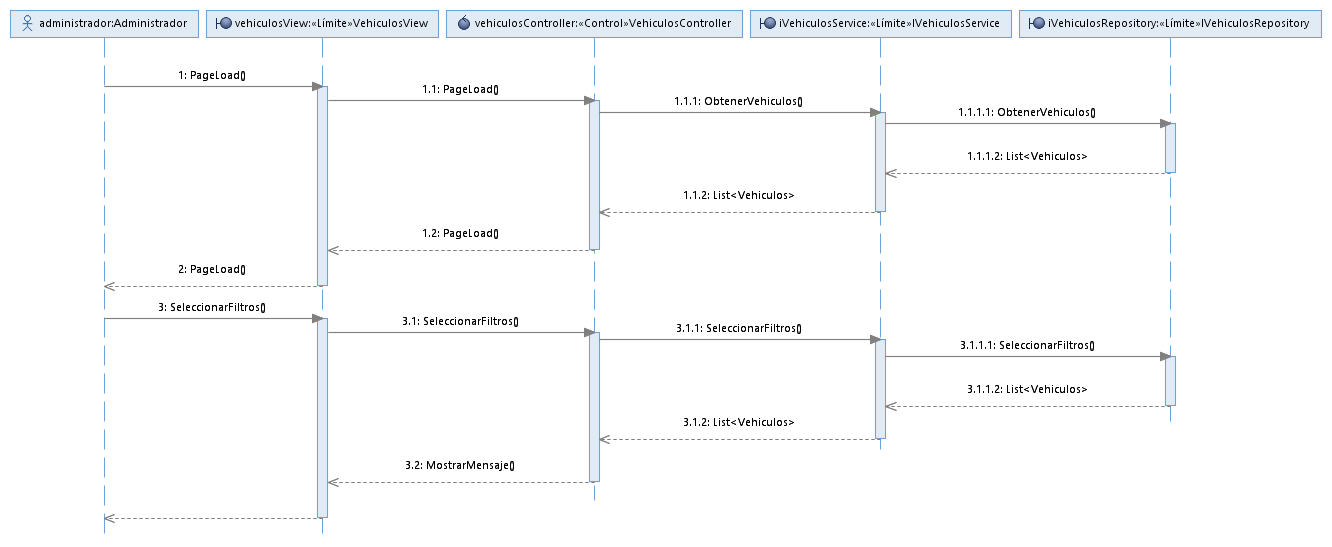 administrador:Administrador
vehiculosView:«Límite»VehiculosView
vehiculosController:«Control»VehiculosController
iVehiculosService:«Límite»IVehiculosService
iVehiculosRepository:«Límite»IVehiculosRepository
1: PageLoad()
1.1: PageLoad()
1.1.1: ObtenerVehiculos()
1.1.1.1: ObtenerVehiculos()
1.1.1.2: List<Vehiculos>
1.1.2: List<Vehiculos>
1.2: PageLoad()
2: PageLoad()
3: SeleccionarFiltros()
3.1: SeleccionarFiltros()
3.1.1: SeleccionarFiltros()
3.1.1.1: SeleccionarFiltros()
3.1.1.2: List<Vehiculos>
3.1.2: List<Vehiculos>
3.2: MostrarMensaje()